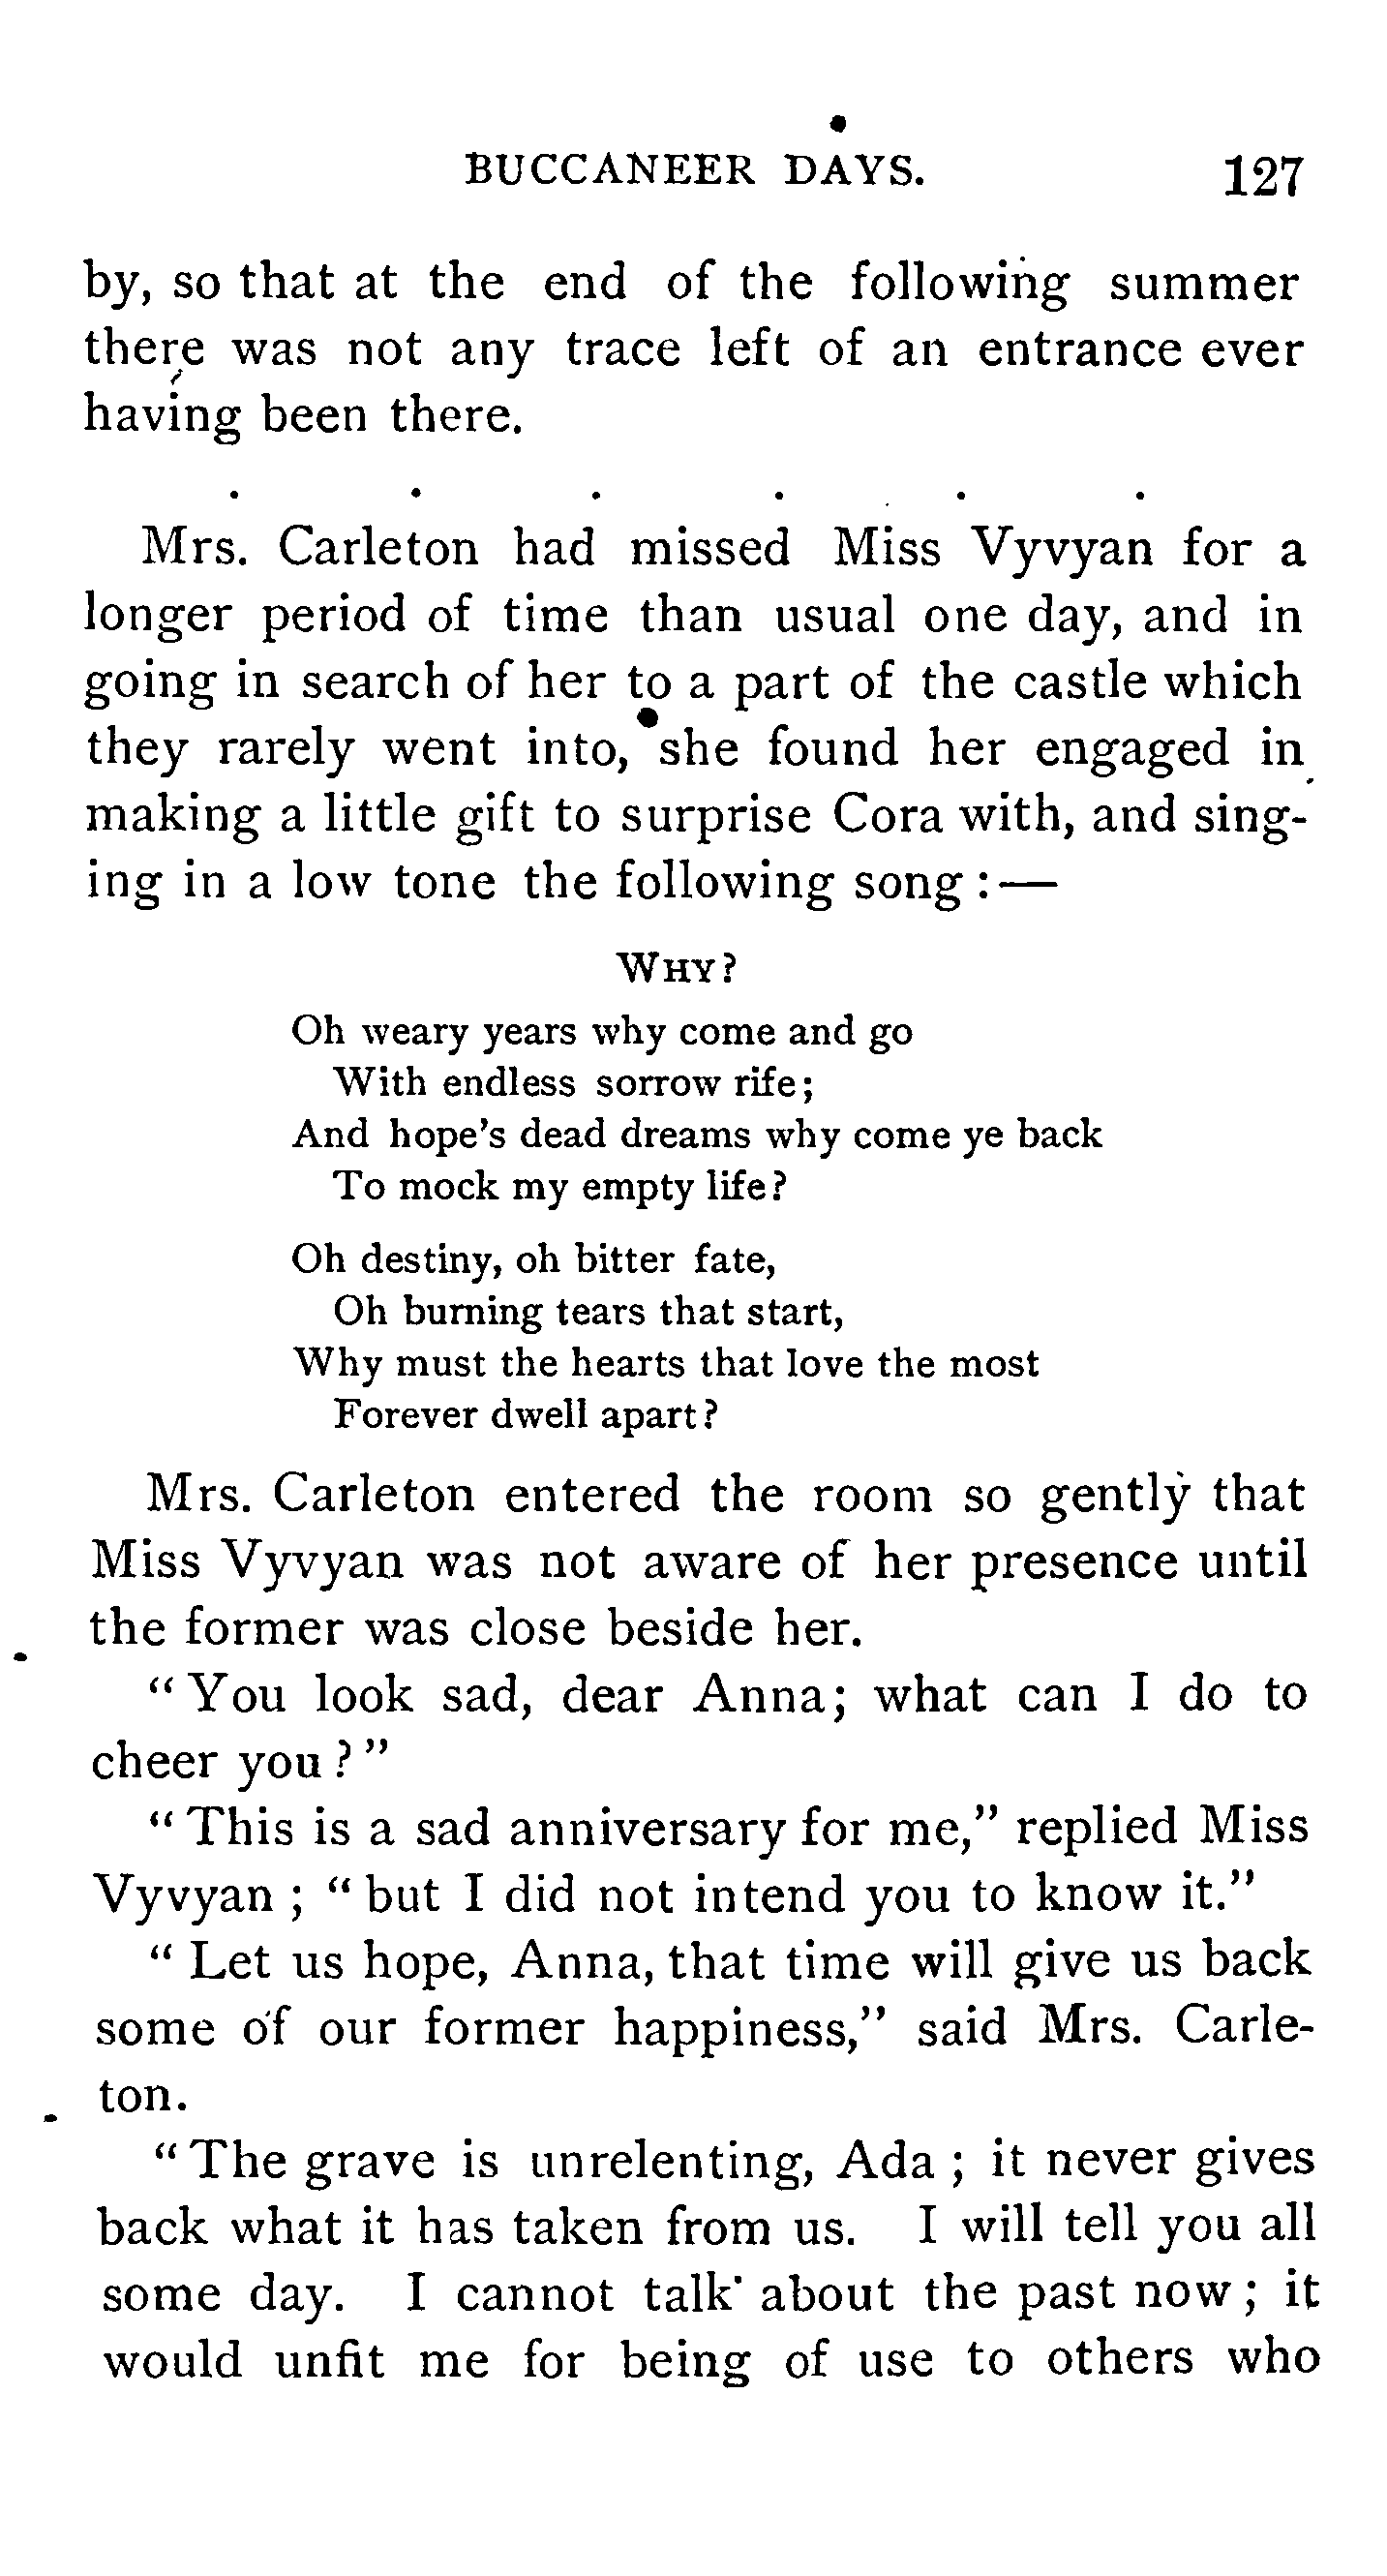 BUCCANEER DAYS. 127
by, so that at the end of the following summer
there was not any trace left of an entrance ever
having been there.
. . . . . .
Mrs. Carleton had missed Miss Vyvyan for a
longer period of time than usual one day, and in
going in search of her to a part of the castle which
they rarely went into, she found her engaged in
making a little gift to surprise Cora with, and sing-
ing in a low tone the following song :—
WHY?
Oh weary years why come and go
With endless sorrow rife;
And hope's dead dreams why come ye back
To mock my empty life?
Oh destiny, oh bitter fate,
Oh burning tears that start,
Why must the hearts that love the most
Forever dwell apart?
Mrs. Carleton entered the room so gently that
Miss Vyvyan was not aware of her presence until
the former was close beside her.
“ You look sad, dear Anna; what can I do to
cheer you ? ”
“ This is a sad anniversary for me,” replied Miss
Vyvyan ; “ but I did not intend you to know it.”
“ Let us hope, Anna, that time will give us back
some of our former happiness,” said Mrs. Carle-
ton.
“ The grave is unrelenting, Ada ; it never gives
back what it has taken from us. I will tell you all
some day. I cannot talk about the past now ; it
would unfit me for being of use to others who